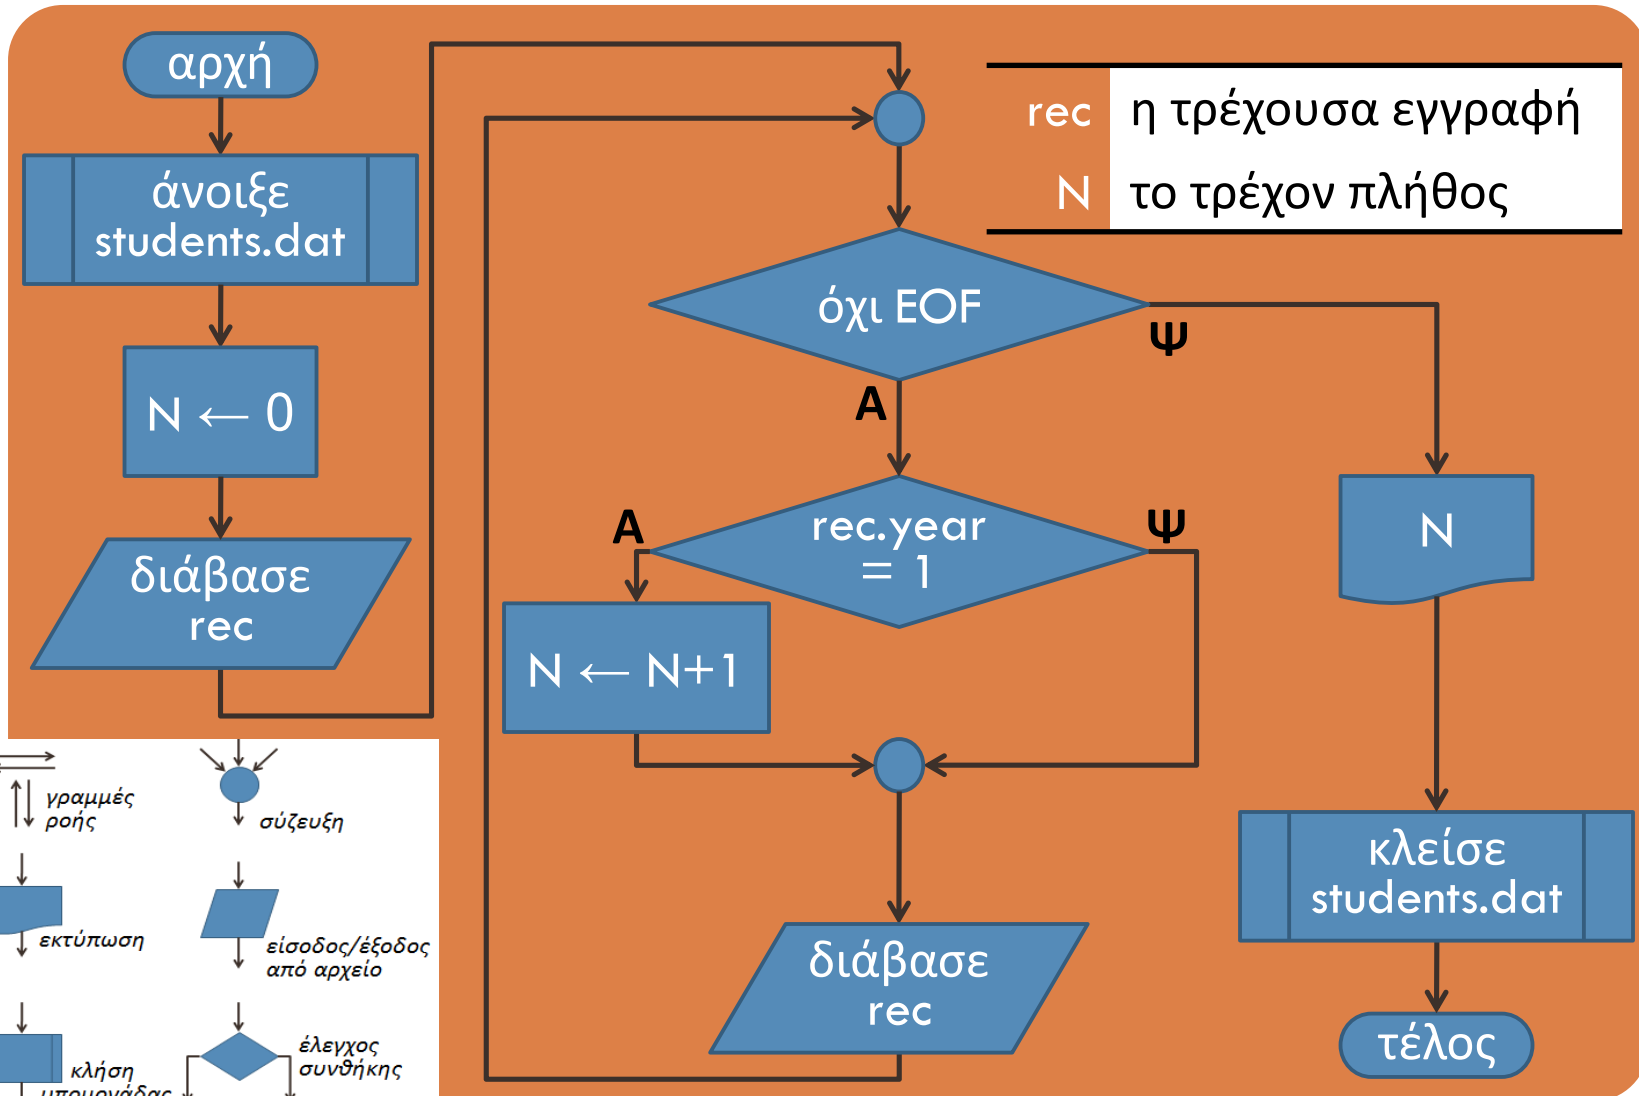 αρχή
άνοιξε
students.dat
N ← 0
διάβασε
rec
rec η τρέχουσα εγγραφή
N το τρέχον πλήθος
όχι EOF
Ψ
A
rec.year
= 1
A
Ψ
N ← N+1
διάβασε
rec
N
κλείσε
students.dat
τέλος
γραμμές
ροής
σύζευξη
εκτύπωση
είσοδος/έξοδος
από αρχείο
κλήση
έλεγχος
συνθήκης